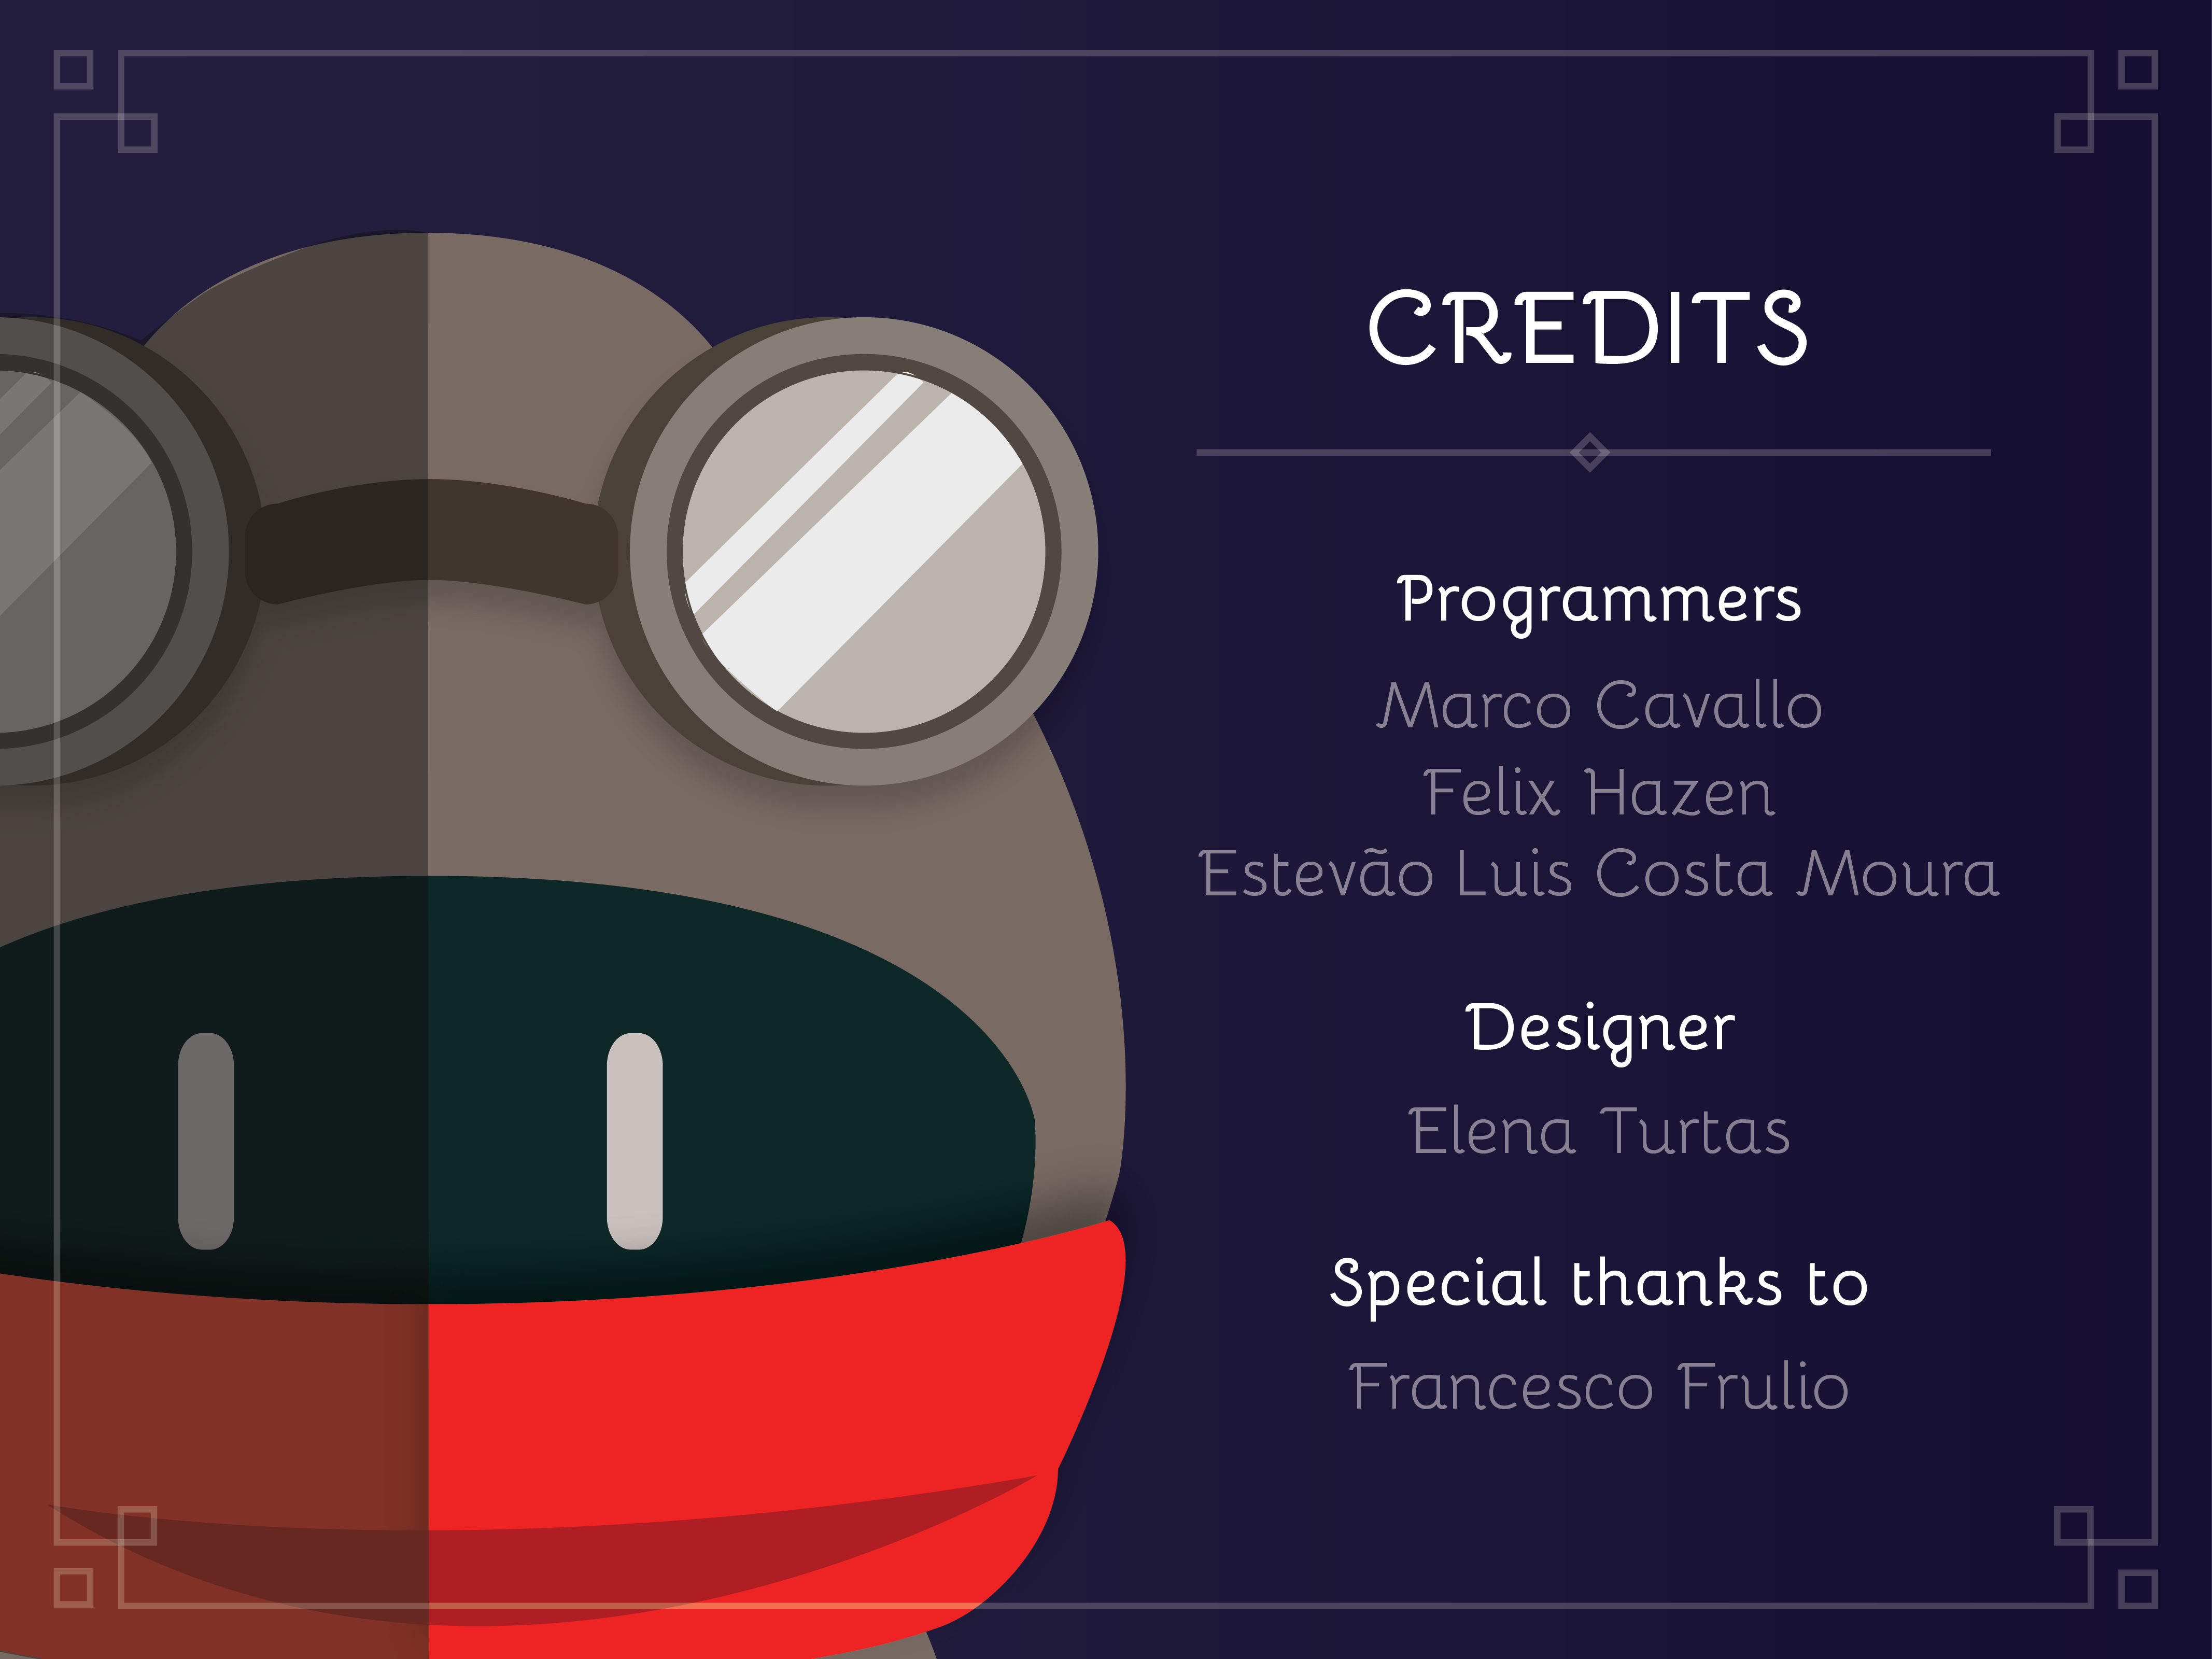 CREDITS
Programmers
Marco Cavallo
Felix Hazen
Estevão Luis Costa Moura
Designer
Elena Turtas
Special thanks to
Francesco Frulio